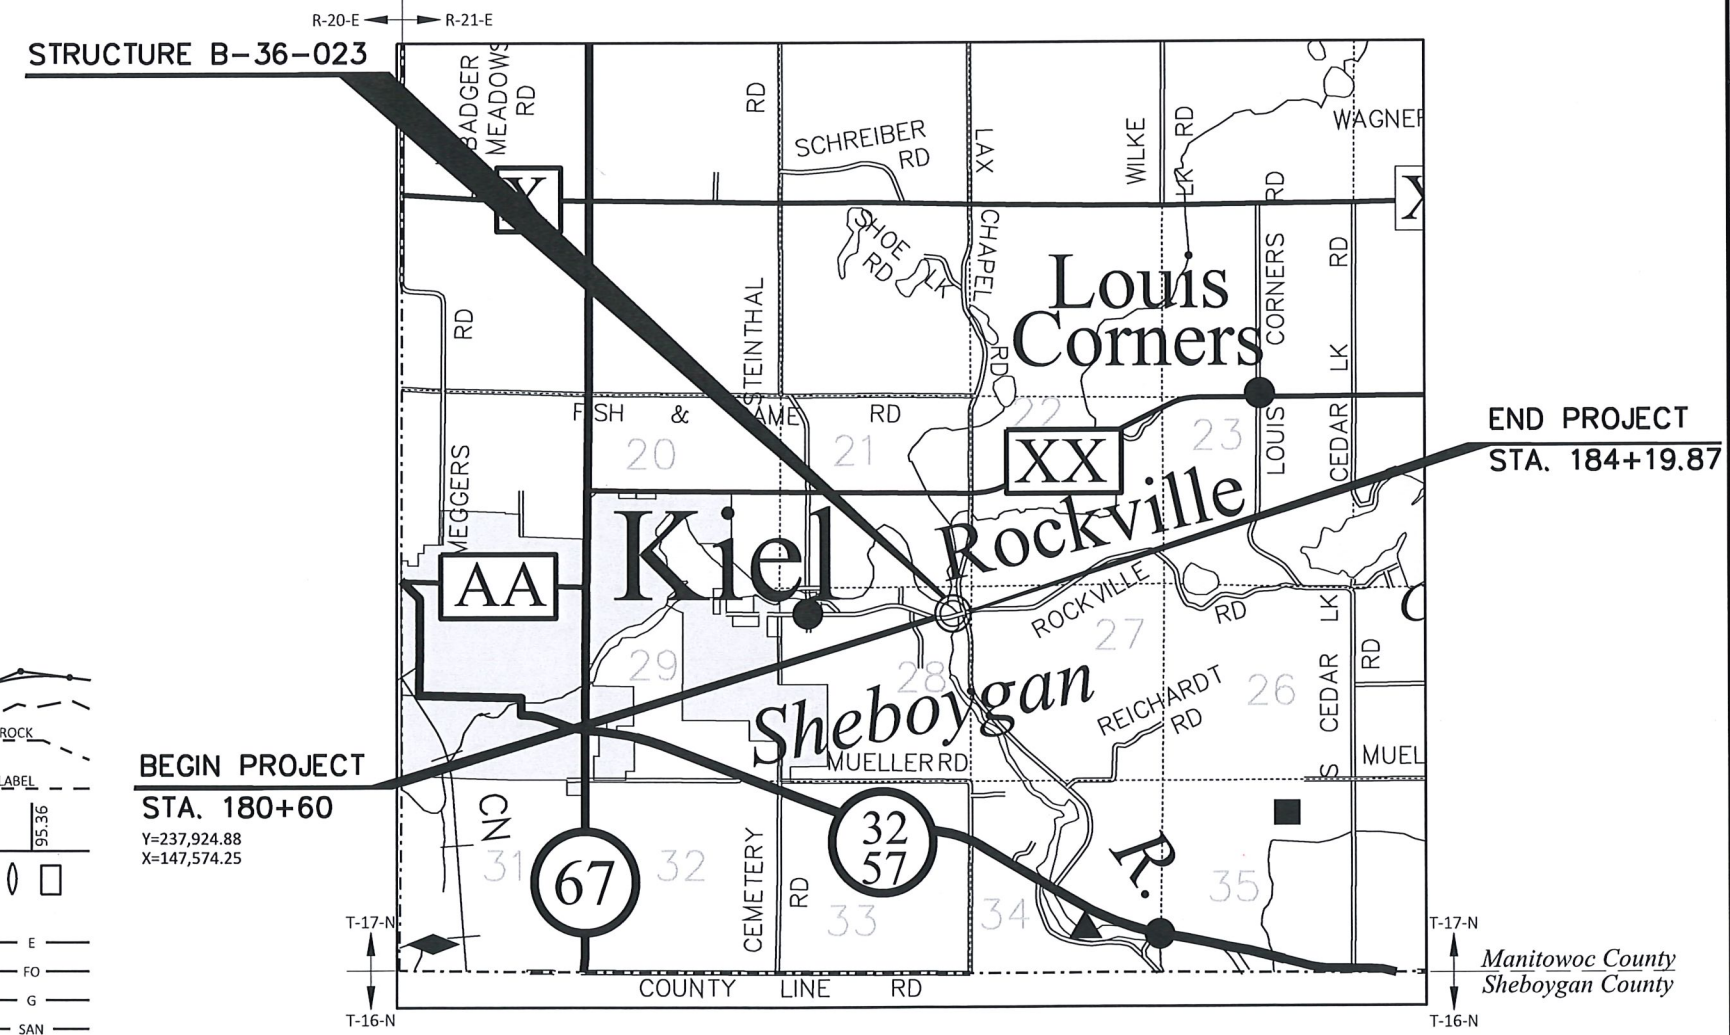 R-20-E R-21-E
STRUCTURE B-36-023
BADGER
MEADOWS
RD
RD
SCHREIBER
RD
LAX
CHAPEL
RD
WILKE
LK RD
WAGNER
RD
X
SHOE
LK
RD
Louis
Corners
STEINTHAL
CORNERS
LOUIS
RD
LK
CEDAR
RD
FISH & GAME RD
MEGGERS
20
21
22
23
XX
END PROJECT
STA. 184+19.87
Kiel
Rockville
AA
ROCKVILLE
RD
27
29
28
26
Sheboygan
R.
REICHARDT
RD
LK
CEDAR
S
RD
MUELLER RD
MUEL
ROCK
LABEL
95.36
BEGIN PROJECT
STA. 180+60
Y=237,924.88
X=147,574.25
CN
31
67
32
CEMETERY
RD
32
57
33
34
35
E
FO
G
SAN
T-17-N
T-16-N
COUNTY LINE RD
T-17-N
T-16-N
Manitowoc County
Sheboygan County